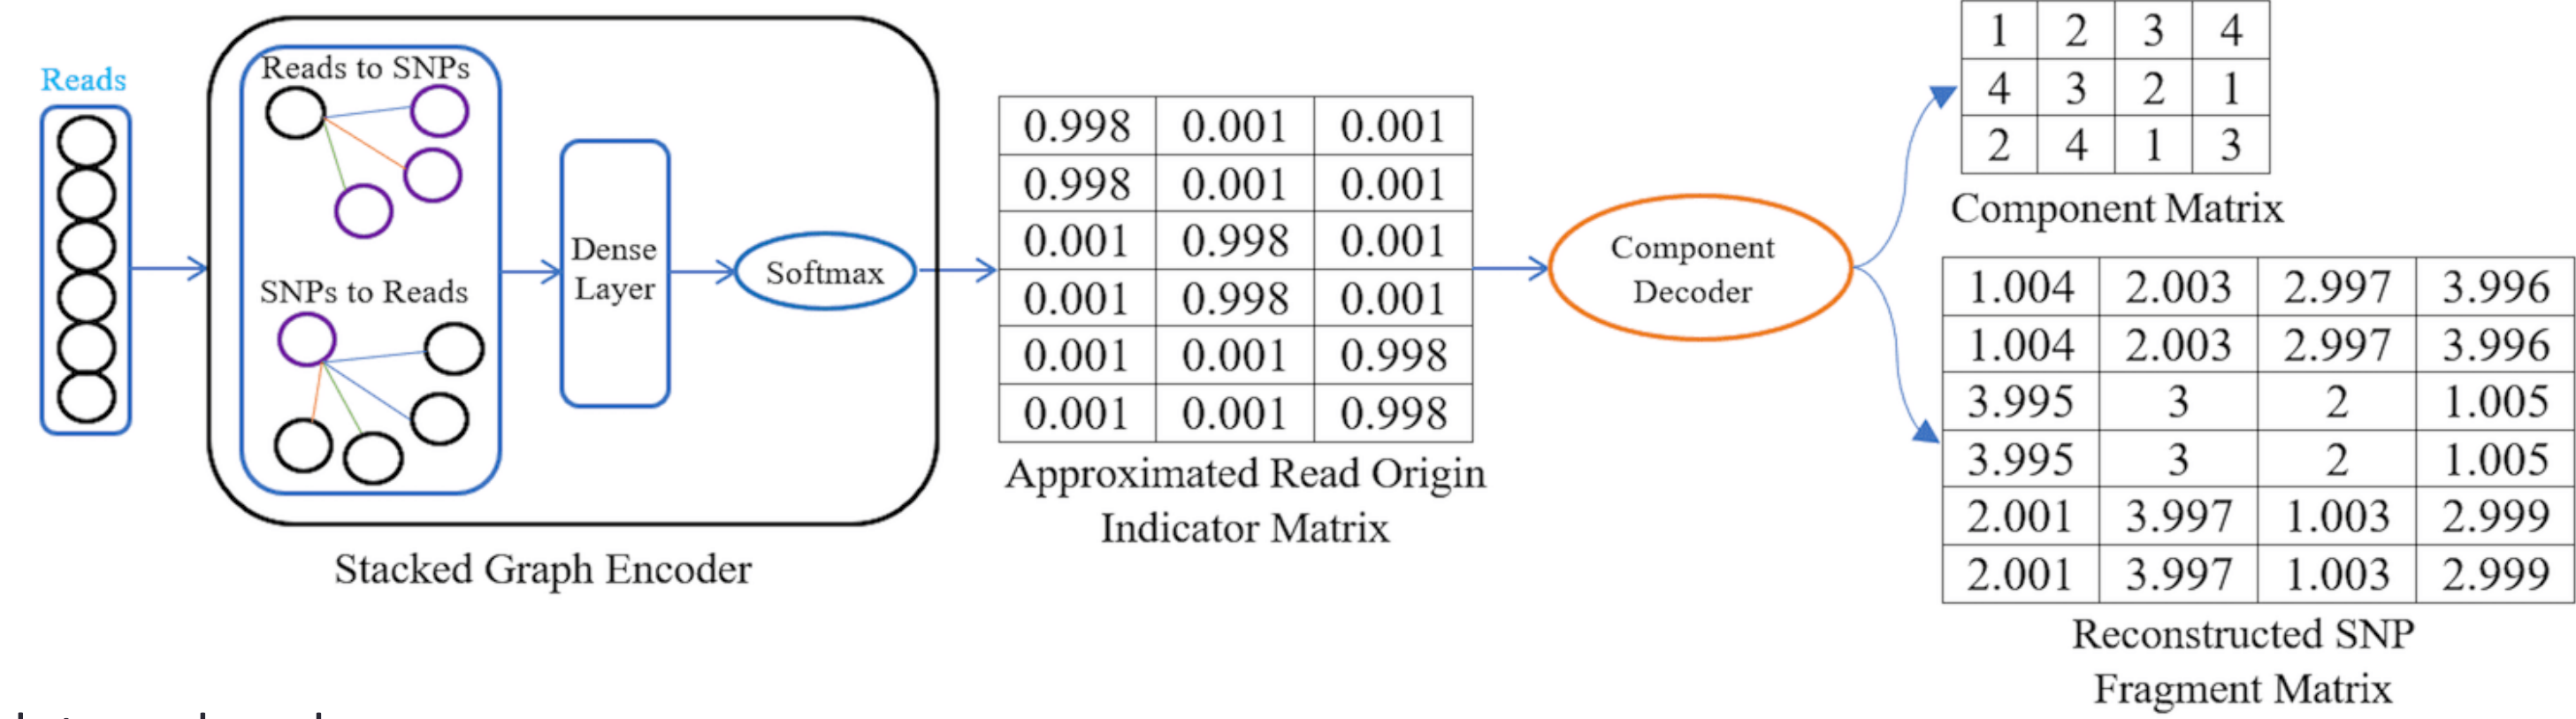 Reads
Reads to SNPs
SNPs to Reads
Dense
Layer
Softmax
Stacked Graph Encoder
0.998 0.001 0.001
0.998 0.001 0.001
0.001 0.998 0.001
0.001 0.998 0.001
0.001 0.001 0.998
0.001 0.001 0.998
Approximated Read Origin
Indicator Matrix
Component
Decoder
1 2 3 4
4 3 2 1
2 4 1 3
Component Matrix
1.004 2.003 2.997 3.996
1.004 2.003 2.997 3.996
3.995 3 2 1.005
3.995 3 2 1.005
2.001 3.997 1.003 2.999
2.001 3.997 1.003 2.999
Reconstructed SNP
Fragment Matrix